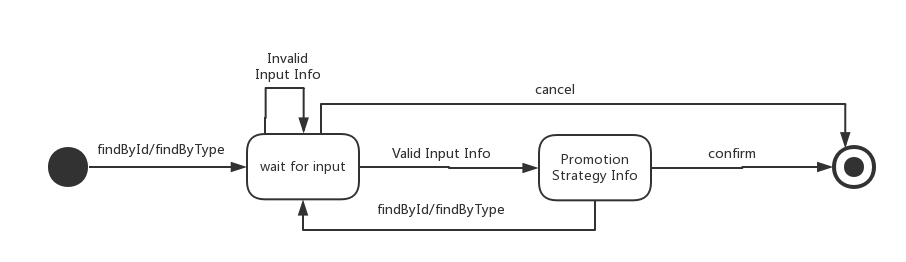 Invalid
Input Info
cancel
findById/findByType
wait for input
Valid Input Info
Promotion
Strategy Info
confirm
findById/findByType